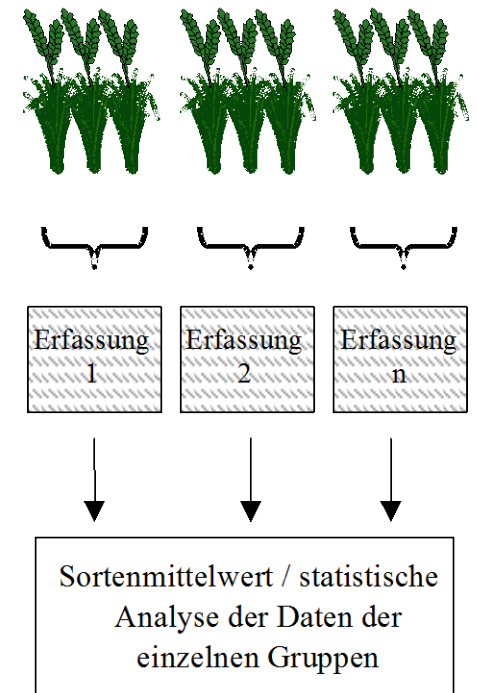 Erfassung Erfassung Erfassung
1 2 n
Sortenmittelwert / statistische
Analyse der Daten der
einzelnen Gruppen